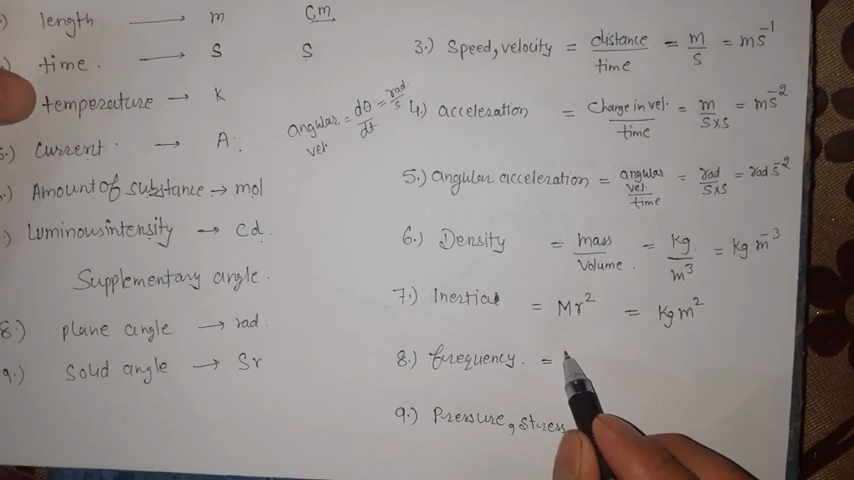 length → m cm
time. → s s
temperature → K
Current. → A.
Amount of substance → mol
Luminous intensity → Cd.
Supplementary angle.
8.) plane angle → rad
9.) Solid angle → Sr
angular vel. = dθ/dt = rad/s
3.) Speed, velocity = distance/time = m/s = ms⁻¹
4.) acceleration = Change in vel./time = m/s×s = ms⁻²
5.) angular acceleration = angular vel./time = rad/s×s = rad s⁻²
6.) Density = mass/Volume. = Kg/m³ = Kg m⁻³
7.) Inertia = Mr² = Kg m²
8.) frequency. =
9.) Pressure, Stress